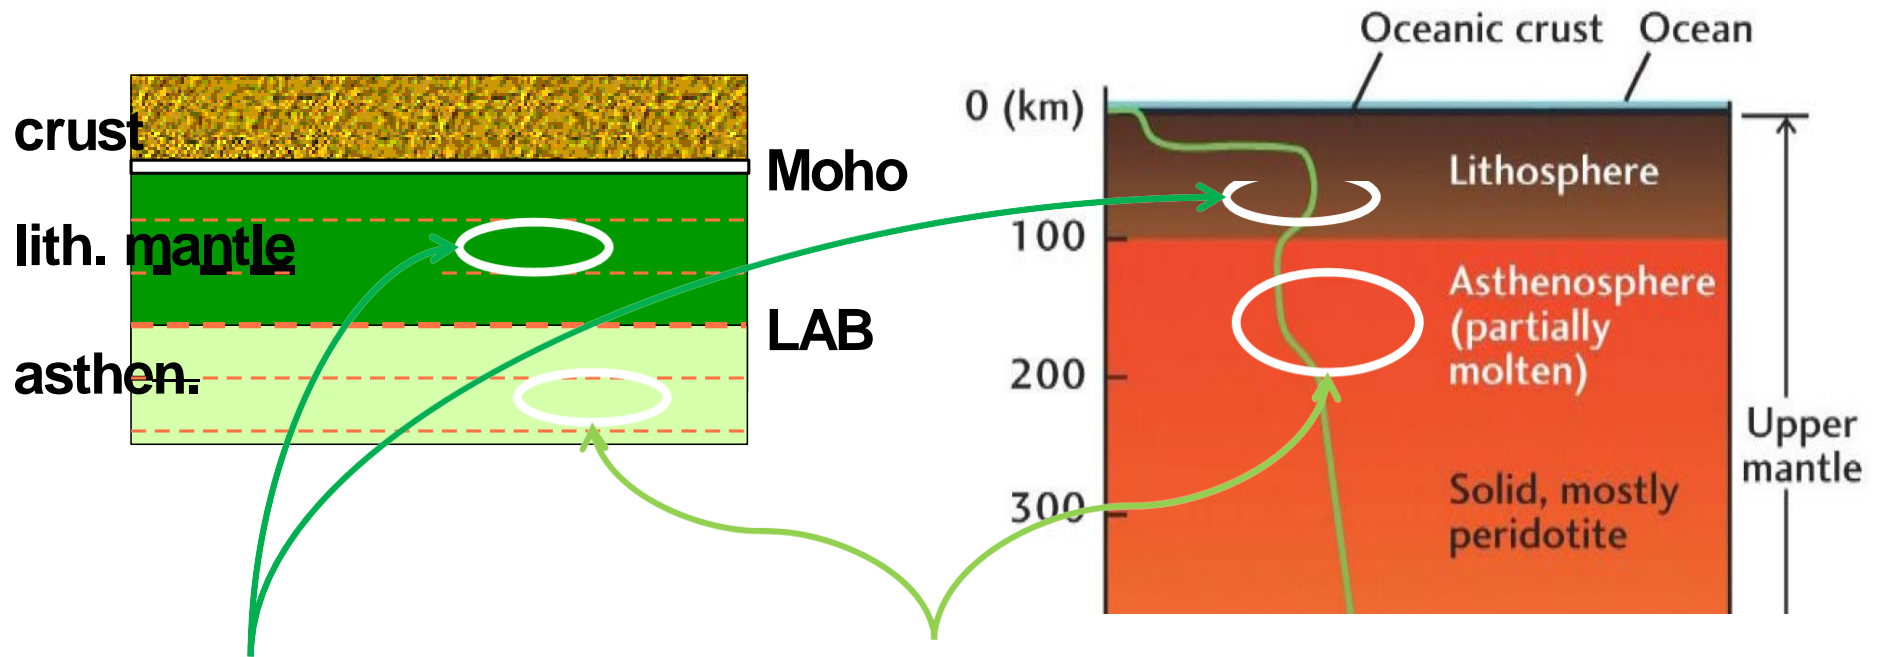 crust
Moho
lith. mantle
LAB
asthen.
Oceanic crust
Ocean
0 (km)
Lithosphere
100
Asthenosphere
(partially
molten)
200
Upper
mantle
Solid, mostly
peridotite
300